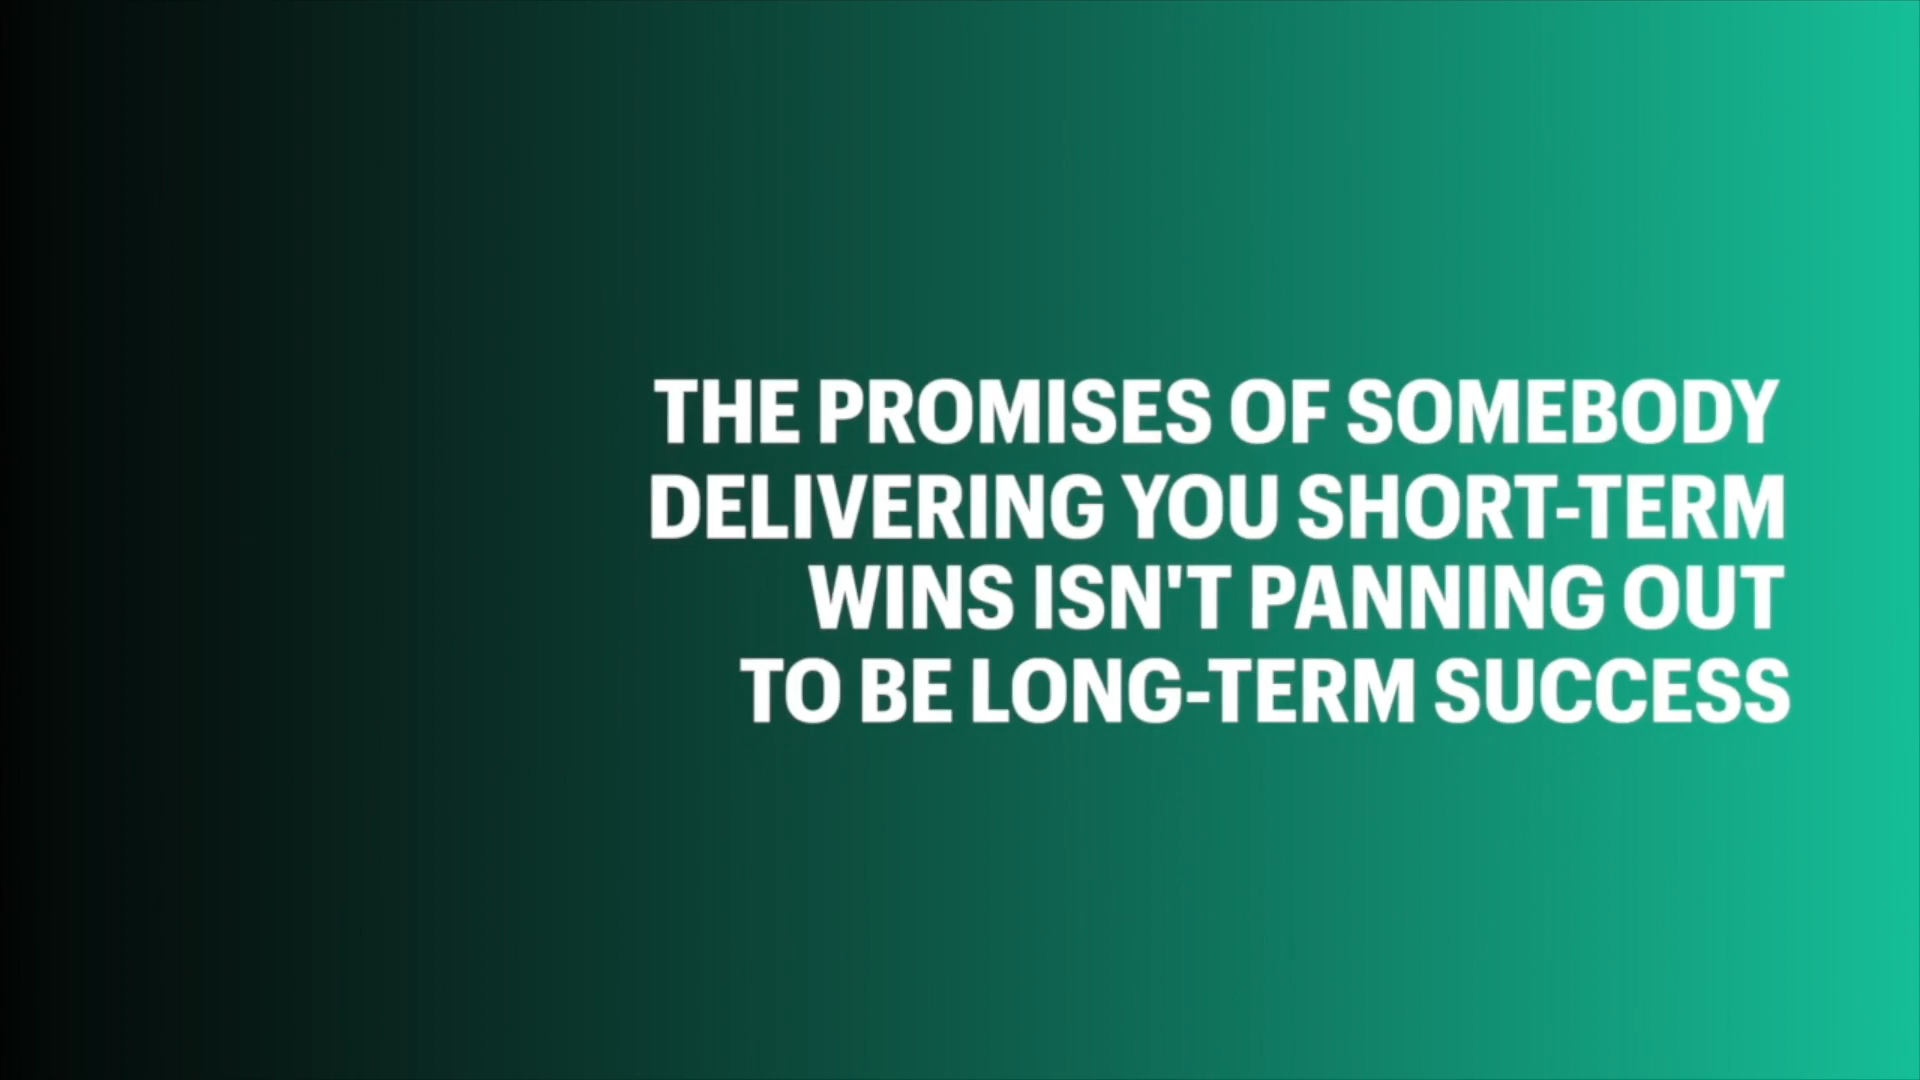 THE PROMISES OF SOMEBODY
DELIVERING YOU SHORT-TERM
WINS ISN'T PANNING OUT
TO BE LONG-TERM SUCCESS